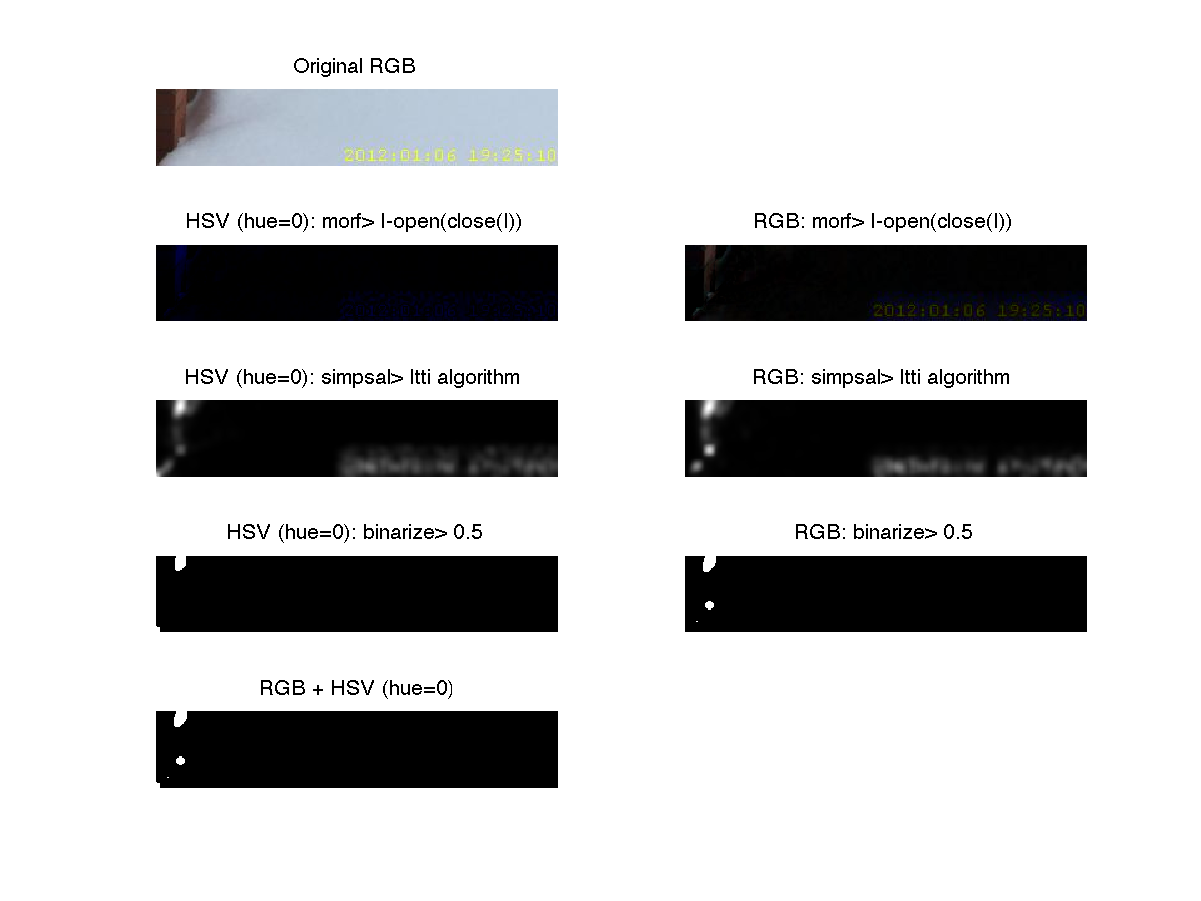 Original RGB
2012:01:06 19:25:10
HSV (hue=0): morf> I-open(close(I))
RGB: morf> I-open(close(I))
2012:01:06 19:25:10
HSV (hue=0): simpsal> Itti algorithm
RGB: simpsal> Itti algorithm
HSV (hue=0): binarize> 0.5
RGB: binarize> 0.5
RGB + HSV (hue=0)